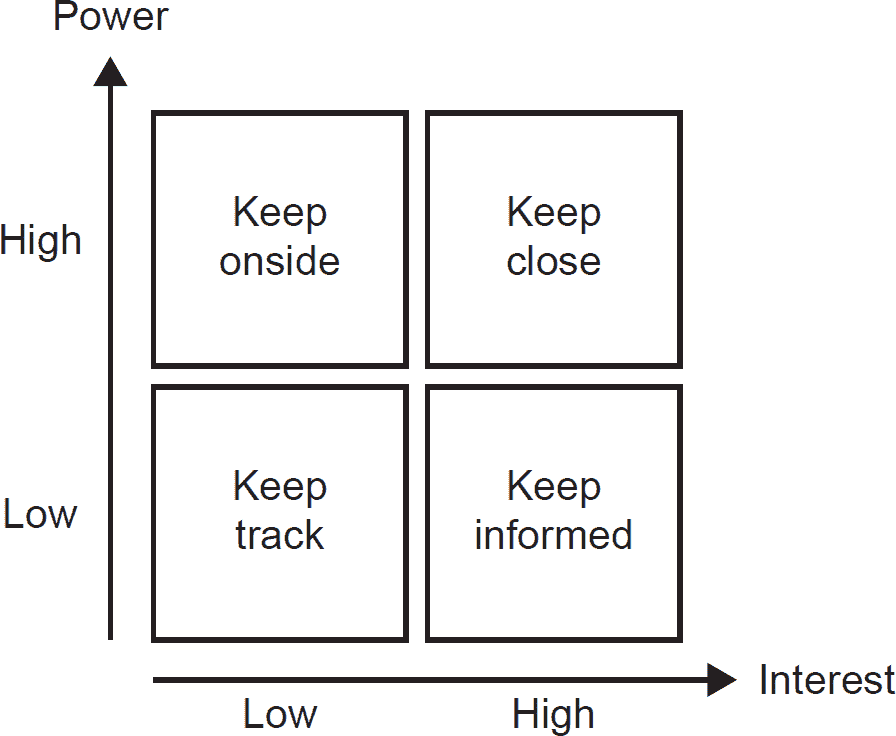 Power
High
Keep
onside
Keep
close
Low
Keep
track
Keep
informed
Interest
Low
High